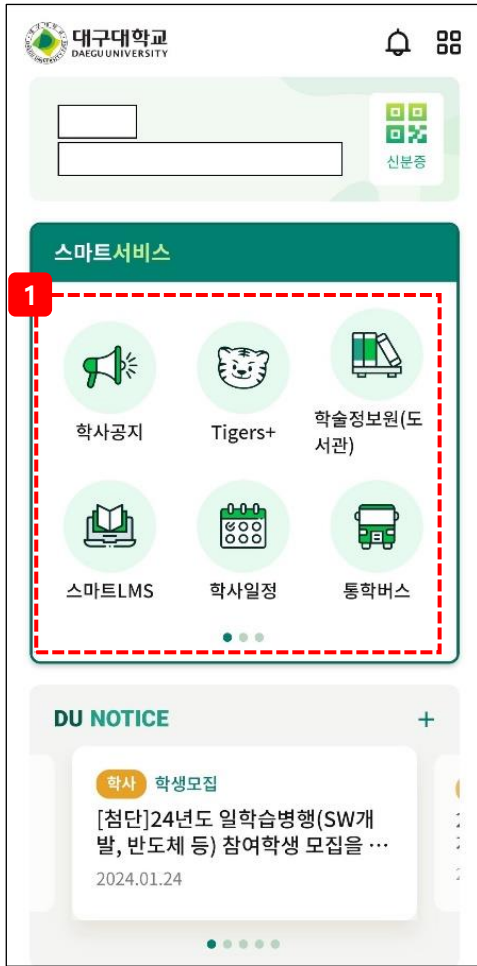 대구대학교
DAEGU UNIVERSITY
신분증
스마트서비스
1
학사공지
Tigers+
학술정보원(도
서관)
스마트LMS
학사일정
통학버스
DU NOTICE
+
학사 학생모집
[첨단]24년도 일학습병행(SW개
발, 반도체 등) 참여학생 모집을 …
2024.01.24